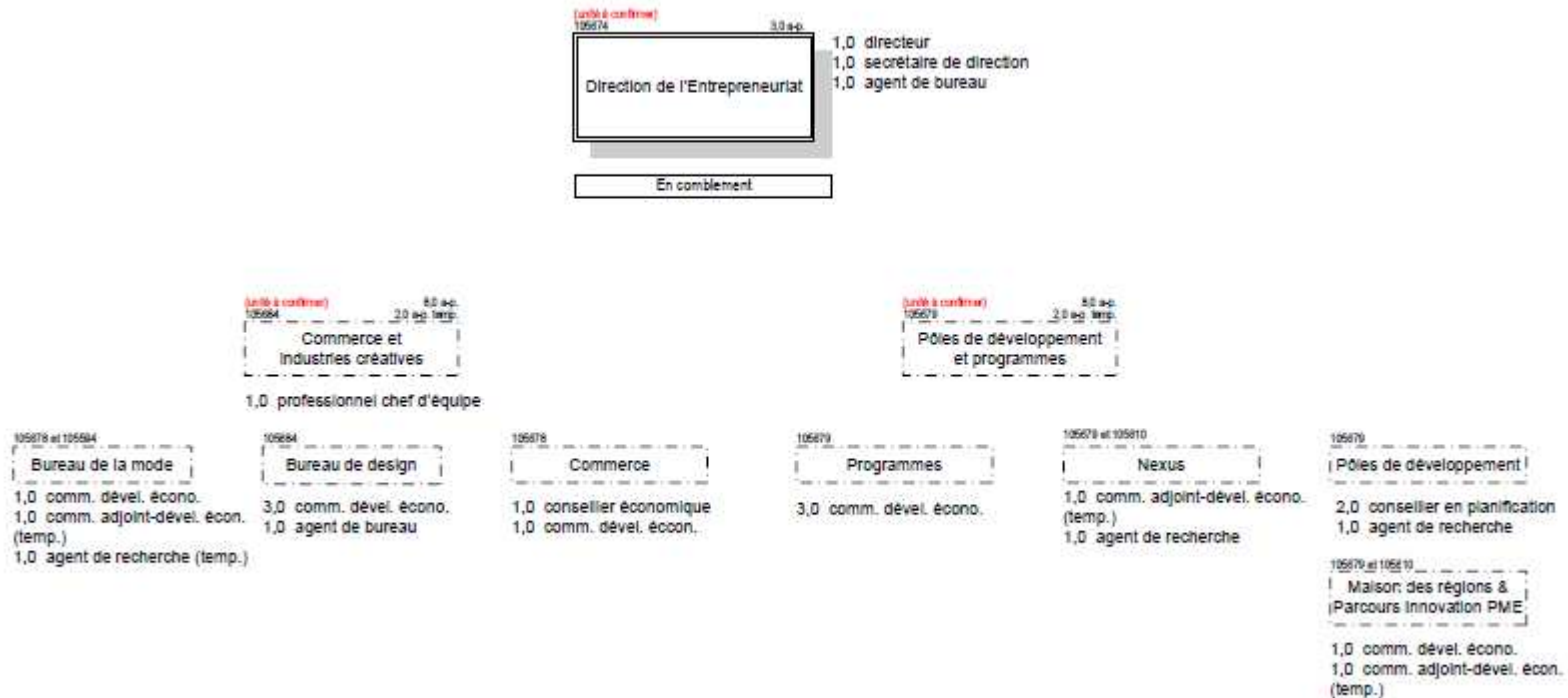 (unité à confirmer)
105674 3,0 a-p.
Direction de l'Entrepreneuriat
1,0 directeur
1,0 secrétaire de direction
1,0 agent de bureau
En comblement
(unité à confirmer) 8,0 a-p.
105684 2,0 a-p. temp.
Commerce et
industries créatives
1,0 professionnel chef d'équipe
(unité à confirmer) 8,0 a-p.
105679 2,0 a-p. temp.
Pôles de développement
et programmes
105678 et 105594
Bureau de la mode
1,0 comm. dével. écono.
1,0 comm. adjoint-dével. écon.
(temp.)
1,0 agent de recherche (temp.)
105684
Bureau de design
3,0 comm. dével. écono.
1,0 agent de bureau
105678
Commerce
1,0 conseiller économique
1,0 comm. dével. éccon.
105679
Programmes
3,0 comm. dével. écono.
105679 et 105610
Nexus
1,0 comm. adjoint-dével. écono.
(temp.)
1,0 agent de recherche
105679
Pôles de développement
2,0 conseiller en planification
1,0 agent de recherche
105679 et 105610
Maison des régions &
Parcours Innovation PME
1,0 comm. dével. écono.
1,0 comm. adjoint-dével. écon.
(temp.)